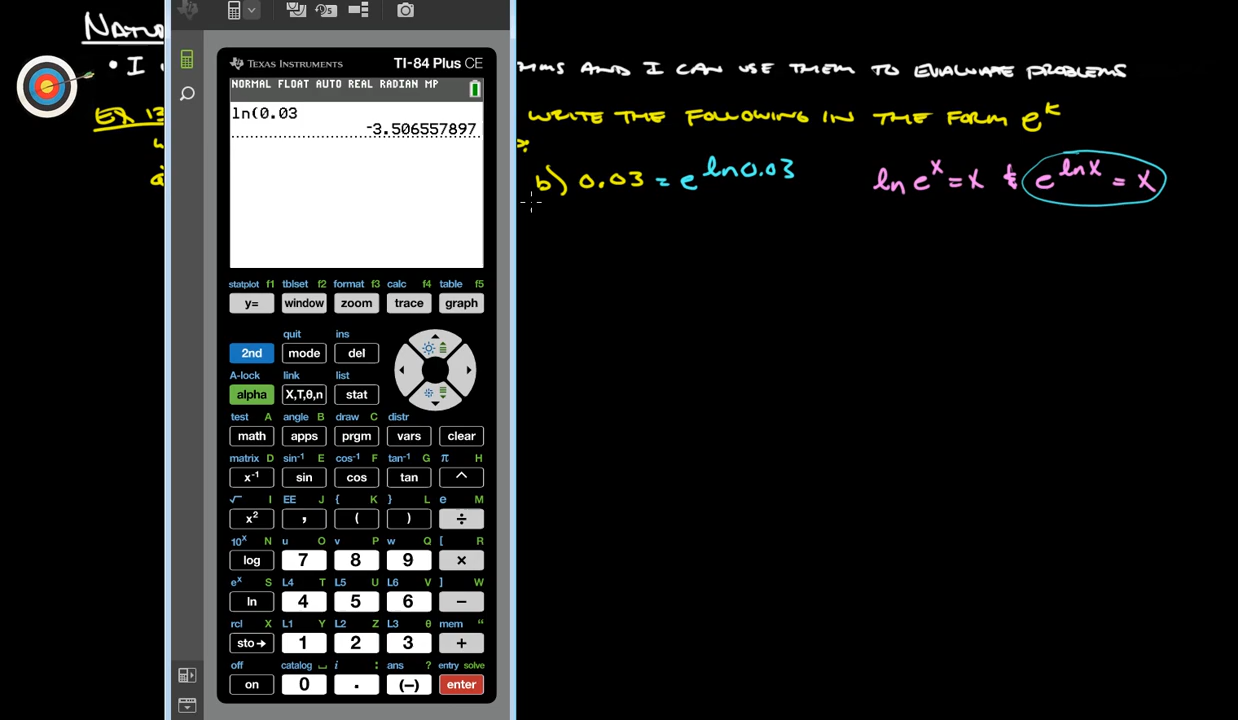 NATU
• I
MMS AND I CAN USE THEM TO EVALUATE PROBLEMS
EX 13
WRITE THE FOLLOWING IN THE FORM e^k
b) 0.03 = e^ln0.03
ln e^x = x & e^lnx = x
TEXAS INSTRUMENTS TI-84 Plus CE
NORMAL FLOAT AUTO REAL RADIAN MP
ln(0.03
-3.506557897
statplot f1 tblset f2 format f3 calc f4 table f5
y= window zoom trace graph
quit ins
2nd mode del
A-lock link list
alpha X,T,θ,n stat
test A angle B draw C distr
math apps prgm vars clear
matrix D sin⁻¹ E cos⁻¹ F tan⁻¹ G π H
x⁻¹ sin cos tan ^
√ I EE J { K } L e M
x² , ( ) ÷
10ˣ N u O v P w Q [ R
log 7 8 9 ×
eˣ S L4 T L5 U L6 V ] W
ln 4 5 6 −
rcl X L1 Y L2 Z L3 θ mem “
sto→ 1 2 3 +
off catalog ⎵ i : ans ? entry solve
on 0 . (−) enter